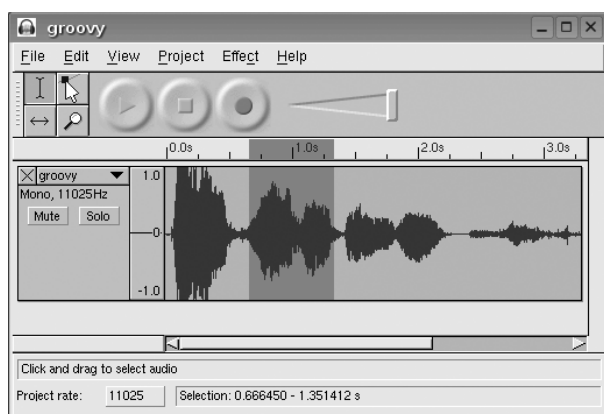 groovy
File Edit View Project Effect Help
0.0s 1.0s 2.0s 3.0s
groovy 1.0
Mono, 11025Hz
Mute Solo 0
-1.0
Click and drag to select audio
Project rate: 11025 Selection: 0.666450 - 1.351412 s